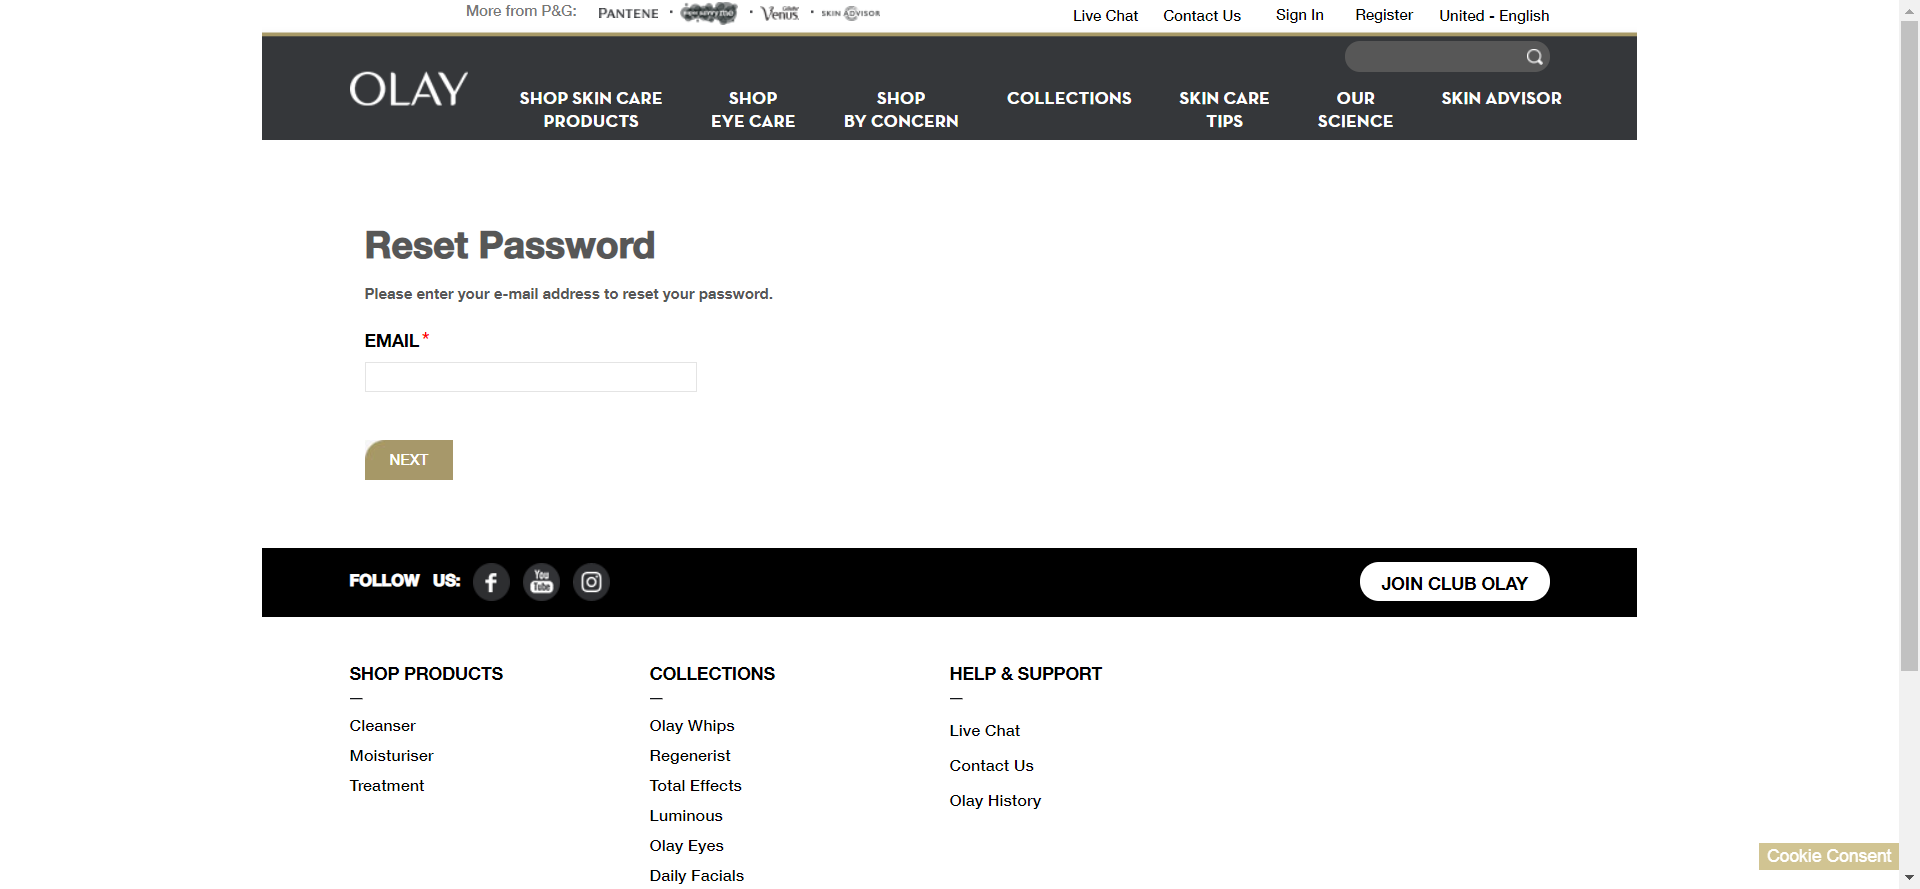 More from P&G:
PANTENE · · Gillette Venus · SKIN ADVISOR
Live Chat Contact Us Sign In Register United - English
OLAY
SHOP SKIN CARE PRODUCTS
SHOP EYE CARE
SHOP BY CONCERN
COLLECTIONS
SKIN CARE TIPS
OUR SCIENCE
SKIN ADVISOR
Reset Password
Please enter your e-mail address to reset your password.
EMAIL *
NEXT
FOLLOW US:
f
You Tube
JOIN CLUB OLAY
SHOP PRODUCTS
—
Cleanser
Moisturiser
Treatment
COLLECTIONS
—
Olay Whips
Regenerist
Total Effects
Luminous
Olay Eyes
Daily Facials
HELP & SUPPORT
—
Live Chat
Contact Us
Olay History
Cookie Consent